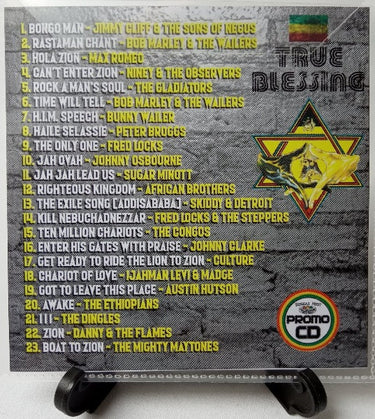 1. BONGO MAN - JIMMY CLIFF & THE SONS OF NEGUS
2. RASTAMAN CHANT - BOB MARLEY & THE WAILERS
3. HOLA ZION - MAX ROMEO
4. CAN'T ENTER ZION - NINEY & THE OBSERVERS
5. ROCK A MAN'S SOUL - THE GLADIATORS
6. TIME WILL TELL - BOB MARLEY & THE WAILERS
7. H.I.M. SPEECH - BUNNY WAILER
8. HAILE SELASSIE - PETER BROGGS
9. THE ONLY ONE - FRED LOCKS
10. JAH OVAH - JOHNNY OSBOURNE
11. JAH JAH LEAD US - SUGAR MINOTT
12. RIGHTEOUS KINGDOM - AFRICAN BROTHERS
13. THE EXILE SONG [ADDISABABA] - SKIDDY & DETROIT
14. KILL NEBUCHADNEZZAR - FRED LOCKS & THE STEPPERS
15. TEN MILLION CHARIOTS - THE CONGOS
16. ENTER HIS GATES WITH PRAISE - JOHNNY CLARKE
17. GET READY TO RIDE THE LION TO ZION - CULTURE
18. CHARIOT OF LOVE - IJAHMAN LEVI & MADGE
19. GOT TO LEAVE THIS PLACE - AUSTIN HUTSON
20. AWAKE - THE ETHIOPIANS
21. I I I - THE DINGLES
22. ZION - DANNY & THE FLAMES
23. BOAT TO ZION - THE MIGHTY MAYTONES
TRUE
BLESSING
PROMO
CD